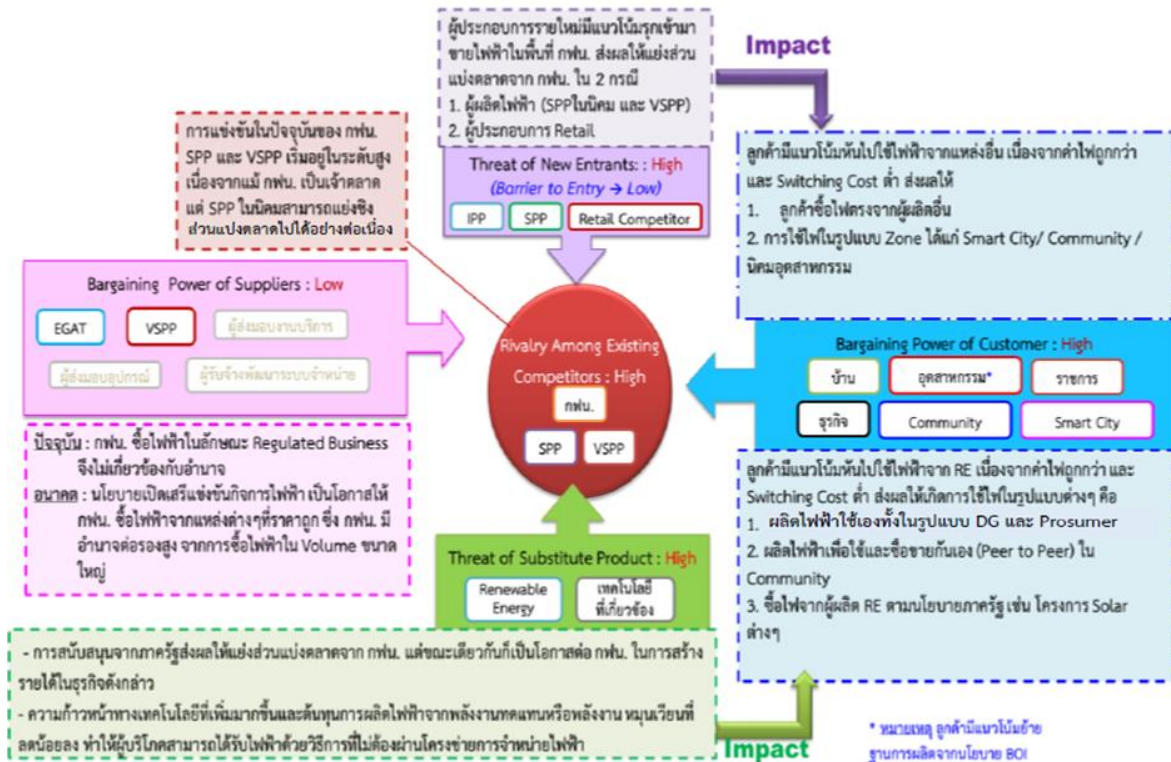 ผู้ประกอบการรายใหม่มีแนวโน้มรุกเข้ามา
ขายไฟฟ้าในพื้นที่ กฟน. ส่งผลให้แย่งส่วน
แบ่งตลาดจาก กฟน. ใน 2 กรณี
1. ผู้ผลิตไฟฟ้า (SPPในนิคม และ VSPP)
2. ผู้ประกอบการ Retail
Impact
การแข่งขันในปัจจุบันของ กฟน.
SPP และ VSPP เริ่มอยู่ในระดับสูง
เนื่องจากแม้ กฟน. เป็นเจ้าตลาด
แต่ SPP ในนิคมสามารถแย่งชิง
ส่วนแบ่งตลาดไปได้อย่างต่อเนื่อง
Threat of New Entrants: : High
(Barrier to Entry → Low)
IPP
SPP
Retail Competitor
ลูกค้ามีแนวโน้มหันไปใช้ไฟฟ้าจากแหล่งอื่น เนื่องจากค่าไฟถูกกว่า
และ Switching Cost ต่ำ ส่งผลให้
1. ลูกค้าซื้อไฟตรงจากผู้ผลิตอื่น
2. การใช้ไฟในรูปแบบ Zone ได้แก่ Smart City/ Community /
นิคมอุตสาหกรรม
Bargaining Power of Suppliers : Low
EGAT
VSPP
ผู้ส่งมอบงานบริการ
ผู้ส่งมอบอุปกรณ์
ผู้รับจ้างพัฒนาระบบจำหน่าย
Rivalry Among Existing
Competitors : High
กฟน.
SPP
VSPP
Bargaining Power of Customer : High
บ้าน
อุตสาหกรรม*
ราชการ
ธุรกิจ
Community
Smart City
ปัจจุบัน : กฟน. ซื้อไฟฟ้าในลักษณะ Regulated Business
จึงไม่เกี่ยวข้องกับอำนาจ
อนาคต : นโยบายเปิดเสรีแข่งขันกิจการไฟฟ้า เป็นโอกาสให้
กฟน. ซื้อไฟฟ้าจากแหล่งต่างๆที่ราคาถูก ซึ่ง กฟน. มี
อำนาจต่อรองสูง จากการซื้อไฟฟ้าใน Volume ขนาด
ใหญ่
Threat of Substitute Product : High
Renewable
Energy
เทคโนโลยี
ที่เกี่ยวข้อง
ลูกค้ามีแนวโน้มหันไปใช้ไฟฟ้าจาก RE เนื่องจากค่าไฟถูกกว่า และ
Switching Cost ต่ำ ส่งผลให้เกิดการใช้ไฟในรูปแบบต่างๆ คือ
1. ผลิตไฟฟ้าใช้เองทั้งในรูปแบบ DG และ Prosumer
2. ผลิตไฟฟ้าเพื่อใช้และซื้อขายกันเอง (Peer to Peer) ใน
Community
3. ซื้อไฟจากผู้ผลิต RE ตามนโยบายภาครัฐ เช่น โครงการ Solar
ต่างๆ
- การสนับสนุนจากภาครัฐส่งผลให้แย่งส่วนแบ่งตลาดจาก กฟน. แต่ขณะเดียวกันก็เป็นโอกาสต่อ กฟน. ในการสร้าง
รายได้ในธุรกิจดังกล่าว
- ความก้าวหน้าทางเทคโนโลยีที่เพิ่มมากขึ้นและต้นทุนการผลิตไฟฟ้าจากพลังงานทดแทนหรือพลังงาน หมุนเวียนที่
ลดน้อยลง ทำให้ผู้บริโภคสามารถได้รับไฟฟ้าด้วยวิธีการที่ไม่ต้องผ่านโครงข่ายการจำหน่ายไฟฟ้า
Impact
* หมายเหตุ ลูกค้ามีแนวโน้มย้าย
ฐานการผลิตจากนโยบาย BOI